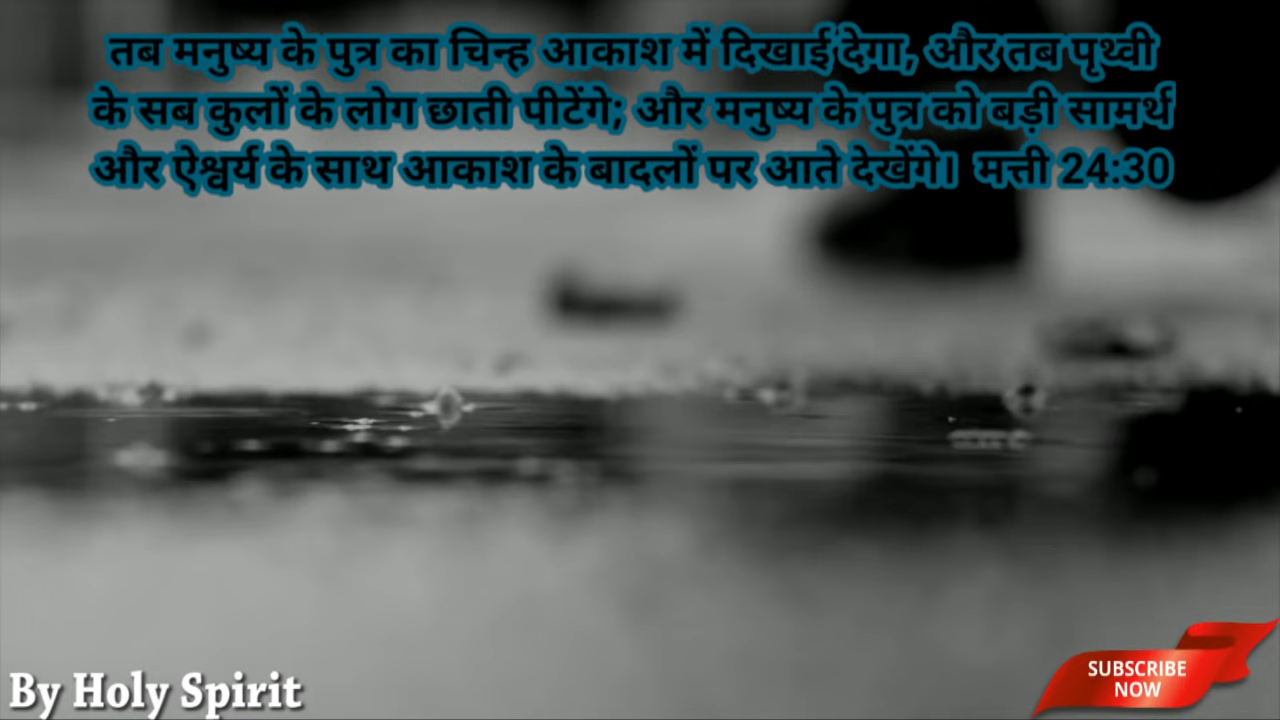 तब मनुष्य के पुत्र का चिन्ह आकाश में दिखाई देगा, और तब पृथ्वी
के सब कुलों के लोग छाती पीटेंगे; और मनुष्य के पुत्र को बड़ी सामर्थ
और ऐश्वर्य के साथ आकाश के बादलों पर आते देखेंगे। मत्ती 24:30
By Holy Spirit
SUBSCRIBE
NOW